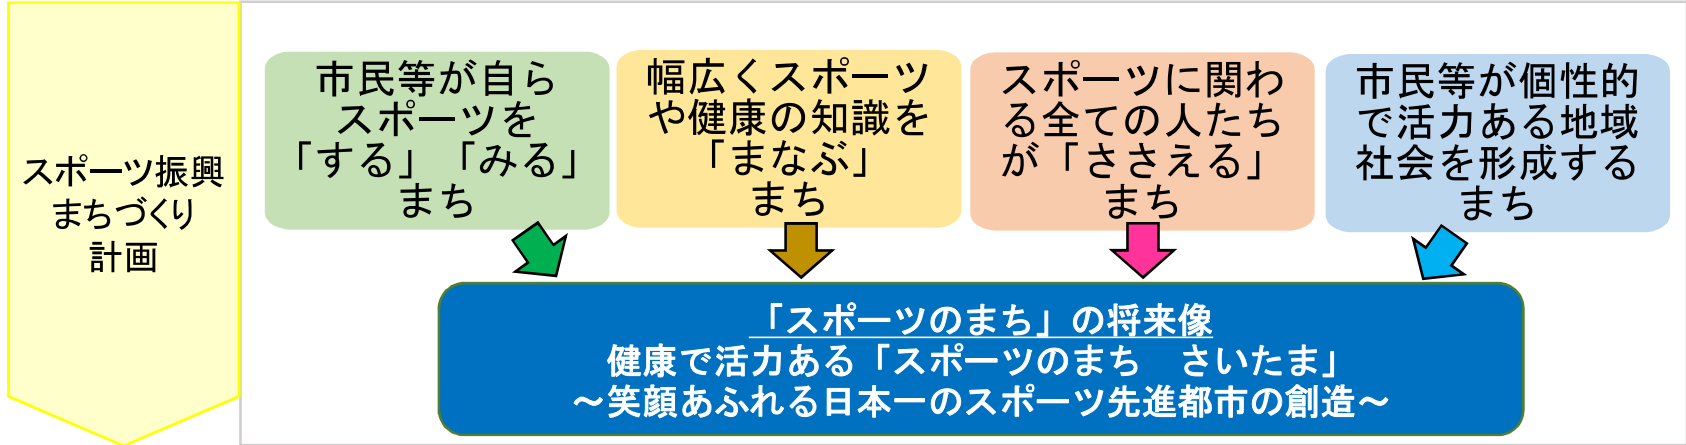 スポーツ振興
まちづくり
計画
市民等が自ら
スポーツを
「する」「みる」
まち
幅広くスポーツ
や健康の知識を
「まなぶ」
まち
スポーツに関わ
る全ての人たち
が「ささえる」
まち
市民等が個性的
で活力ある地域
社会を形成する
まち
「スポーツのまち」の将来像
健康で活力ある「スポーツのまち　さいたま」
～笑顔あふれる日本一のスポーツ先進都市の創造～